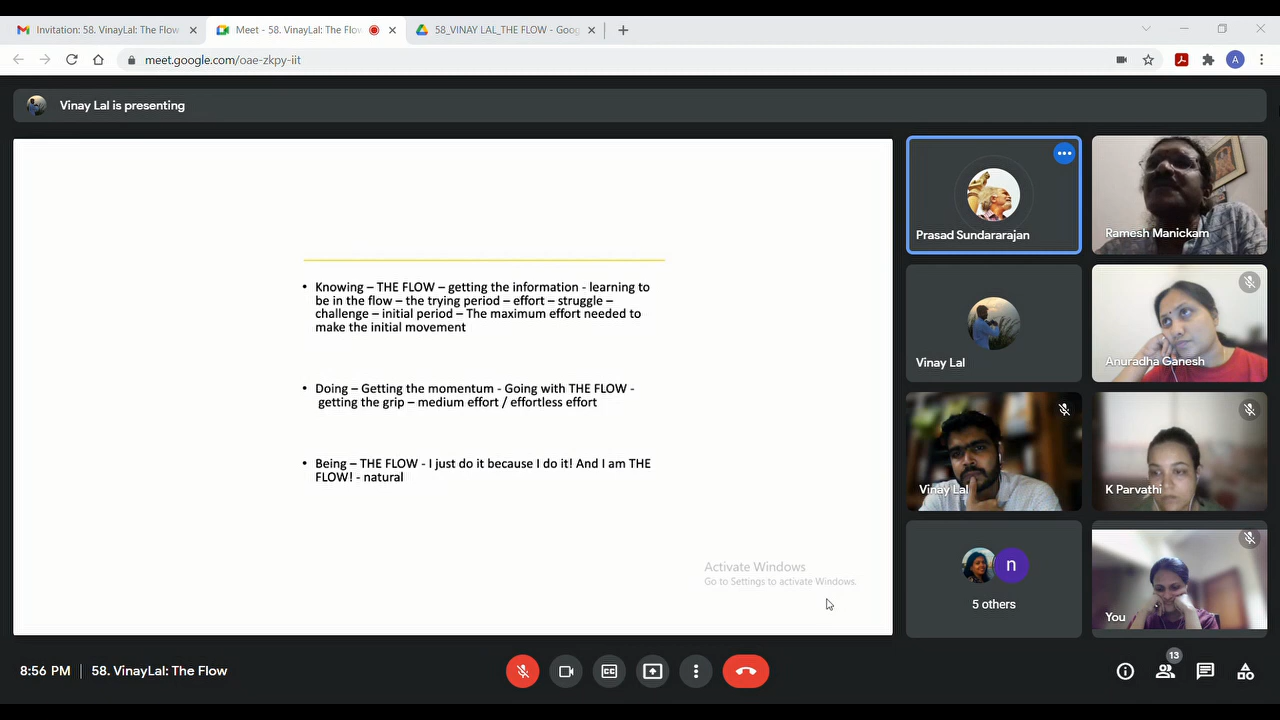 Invitation: 58. VinayLal: The Flow
Meet - 58. VinayLal: The Flow
58_VINAY LAL_THE FLOW - Goog
meet.google.com/oae-zkpy-iit
A
Vinay Lal is presenting
• Knowing – THE FLOW – getting the information - learning to
be in the flow – the trying period – effort – struggle –
challenge – initial period – The maximum effort needed to
make the initial movement
• Doing – Getting the momentum - Going with THE FLOW -
getting the grip – medium effort / effortless effort
• Being – THE FLOW - I just do it because I do it! And I am THE
FLOW! - natural
Activate Windows
Go to Settings to activate Windows.
Prasad Sundararajan
Ramesh Manickam
Vinay Lal
Anuradha Ganesh
Vinay Lal
K Parvathi
n
5 others
You
8:56 PM | 58. VinayLal: The Flow
CC
13